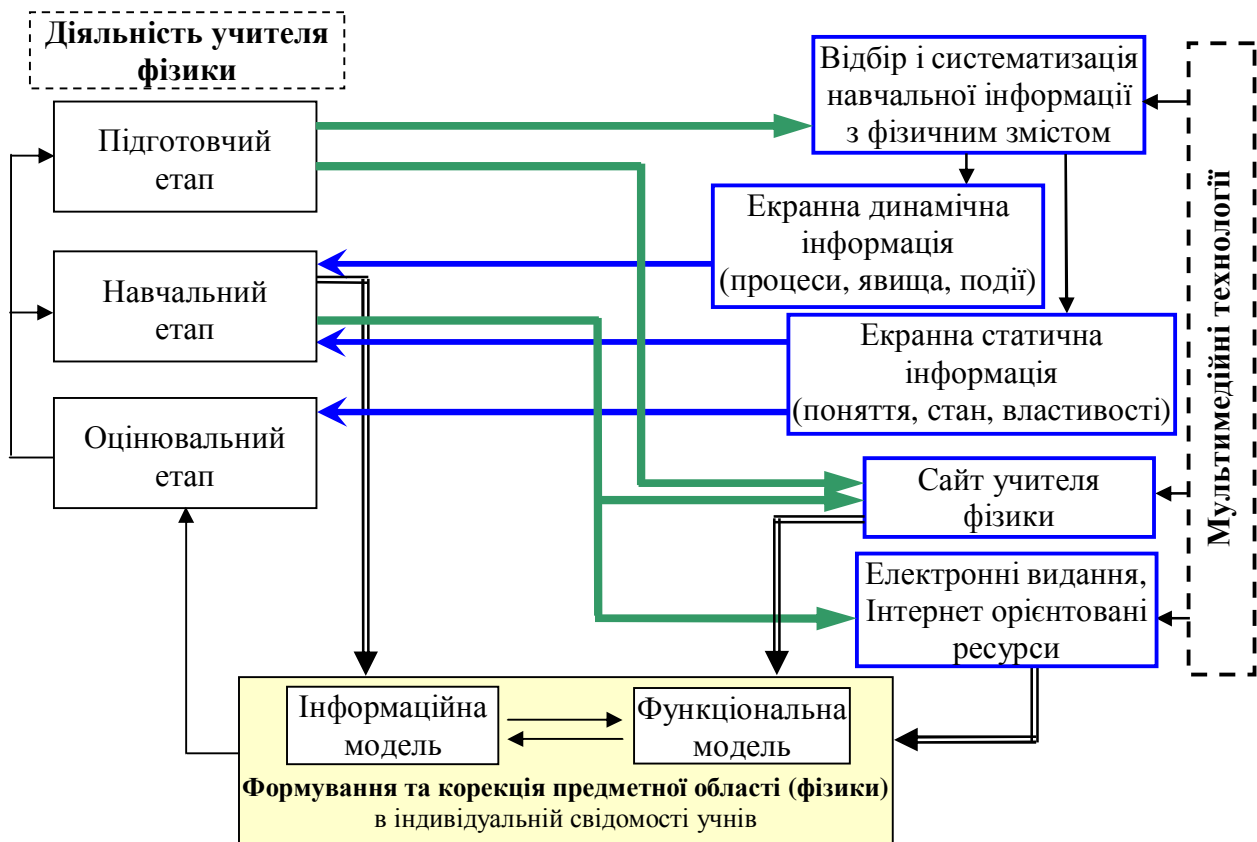 Діяльність учителя
фізики
Підготовчий
етап
Навчальний
етап
Оцінювальний
етап
Відбір і систематизація
навчальної інформації
з фізичним змістом
Екранна динамічна
інформація
(процеси, явища, події)
Екранна статична
інформація
(поняття, стан, властивості)
Сайт учителя
фізики
Електронні видання,
Інтернет орієнтовані
ресурси
Мультимедійні технології
Інформаційна
модель
Функціональна
модель
Формування та корекція предметної області (фізики)
в індивідуальній свідомості учнів